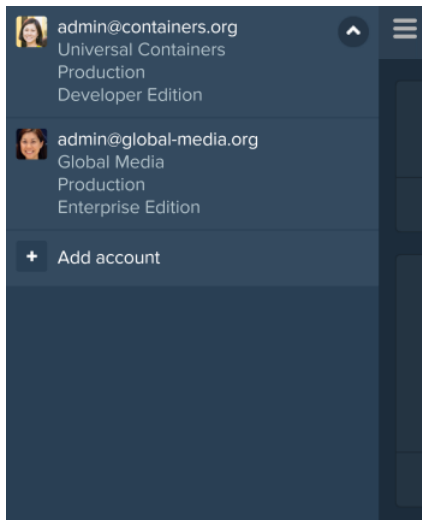 admin@containers.org
Universal Containers
Production
Developer Edition
admin@global-media.org
Global Media
Production
Enterprise Edition
Add account